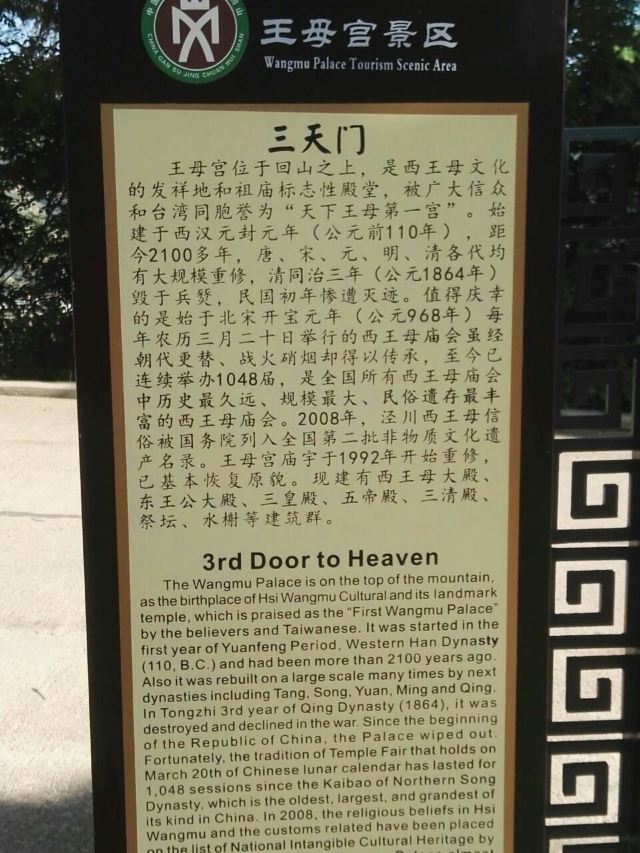 王母宫景区
Wangmu Palace Tourism Scenic Area
CHINA GAN SU JING CHUAN HUI SHAN
三天门
王母宫位于回山之上，是西王母文化
的发祥地和祖庙标志性殿堂，被广大信众
和台湾同胞誉为“天下王母第一宫”。始
建于西汉元封元年（公元前110年），距
今2100多年，唐、宋、元、明、清各代均
有大规模重修，清同治三年（公元1864年）
毁于兵燹，民国初年惨遭灭迹。值得庆幸
的是始于北宋开宝元年（公元968年）每
年农历三月二十日举行的西王母庙会虽经
朝代更替、战火硝烟却得以传承，至今已
连续举办1048届，是全国所有西王母庙会
中历史最久远、规模最大、民俗遗存最丰
富的西王母庙会。2008年，泾川西王母信
俗被国务院列入全国第二批非物质文化遗
产名录。王母宫庙宇于1992年开始重修，
已基本恢复原貌。现建有西王母大殿、
东王公大殿、三皇殿、五帝殿、三清殿、
祭坛、水榭等建筑群。
3rd Door to Heaven
The Wangmu Palace is on the top of the mountain,
as the birthplace of Hsi Wangmu Cultural and its landmark
temple, which is praised as the “First Wangmu Palace”
by the believers and Taiwanese. It was started in the
first year of Yuanfeng Period, Western Han Dynasty
(110, B.C.) and had been more than 2100 years ago.
Also it was rebuilt on a large scale many times by next
dynasties including Tang, Song, Yuan, Ming and Qing.
In Tongzhi 3rd year of Qing Dynasty (1864), it was
destroyed and declined in the war. Since the beginning
of the Republic of China, the Palace wiped out.
Fortunately, the tradition of Temple Fair that holds on
March 20th of Chinese lunar calendar has lasted for
1,048 sessions since the Kaibao of Northern Song
Dynasty, which is the oldest, largest, and grandest of
its kind in China. In 2008, the religious beliefs in Hsi
Wangmu and the customs related have been placed
on the list of National Intangible Cultural Heritage by